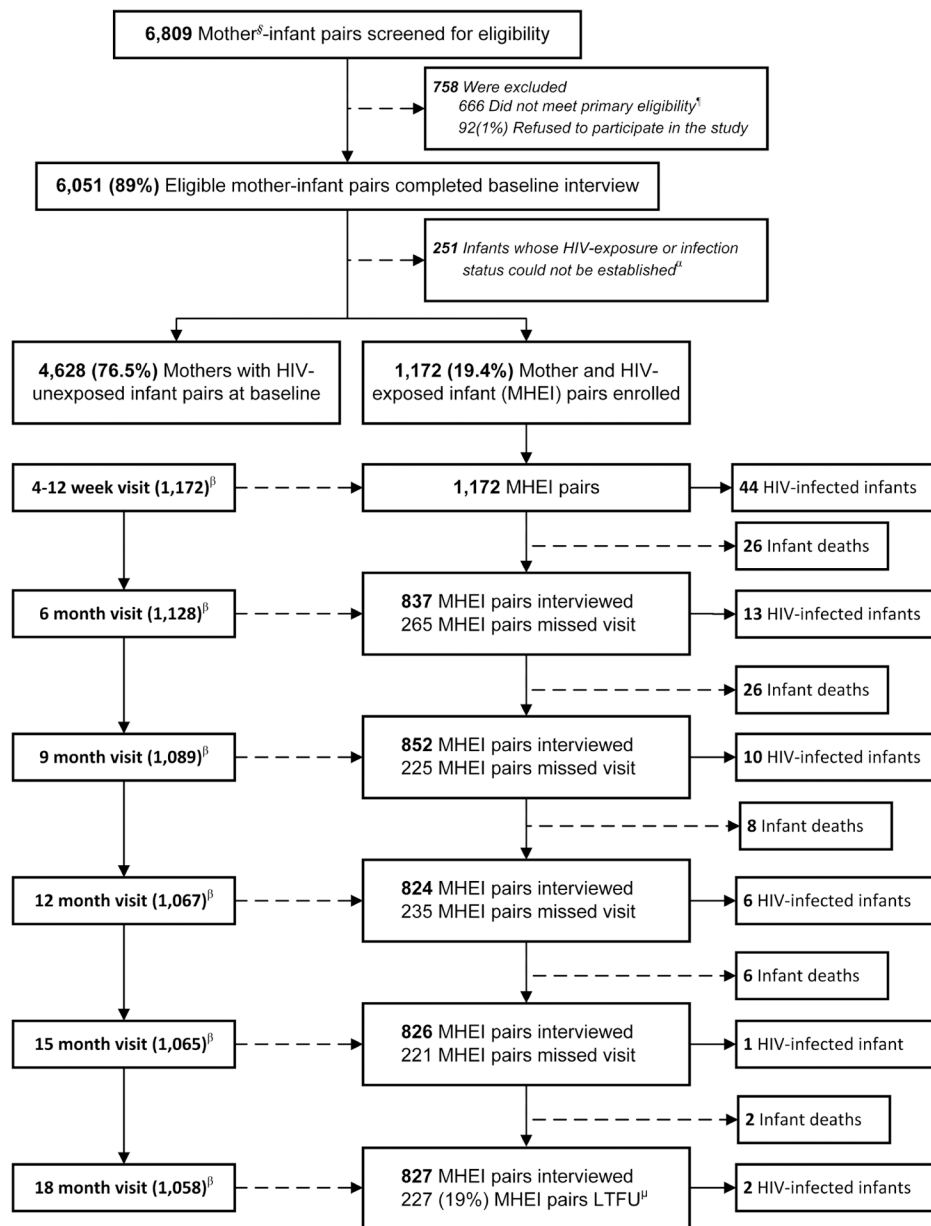 6,809 Mother§-infant pairs screened for eligibility
758 Were excluded
666 Did not meet primary eligibility¶
92(1%) Refused to participate in the study
6,051 (89%) Eligible mother-infant pairs completed baseline interview
251 Infants whose HIV-exposure or infection
status could not be established^α
4,628 (76.5%) Mothers with HIV-
unexposed infant pairs at baseline
1,172 (19.4%) Mother and HIV-
exposed infant (MHEI) pairs enrolled
4-12 week visit (1,172)^β
1,172 MHEI pairs
44 HIV-infected infants
26 Infant deaths
6 month visit (1,128)^β
837 MHEI pairs interviewed
265 MHEI pairs missed visit
13 HIV-infected infants
26 Infant deaths
9 month visit (1,089)^β
852 MHEI pairs interviewed
225 MHEI pairs missed visit
10 HIV-infected infants
8 Infant deaths
12 month visit (1,067)^β
824 MHEI pairs interviewed
235 MHEI pairs missed visit
6 HIV-infected infants
6 Infant deaths
15 month visit (1,065)^β
826 MHEI pairs interviewed
221 MHEI pairs missed visit
1 HIV-infected infant
2 Infant deaths
18 month visit (1,058)^β
827 MHEI pairs interviewed
227 (19%) MHEI pairs LTFU^μ
2 HIV-infected infants